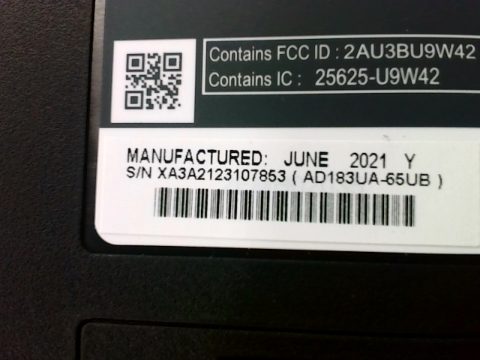 Contains FCC ID : 2AU3BU9W42
Contains IC : 25625-U9W42
MANUFACTURED: JUNE 2021 Y
S/N XA3A2123107853 ( AD183UA-65UB )